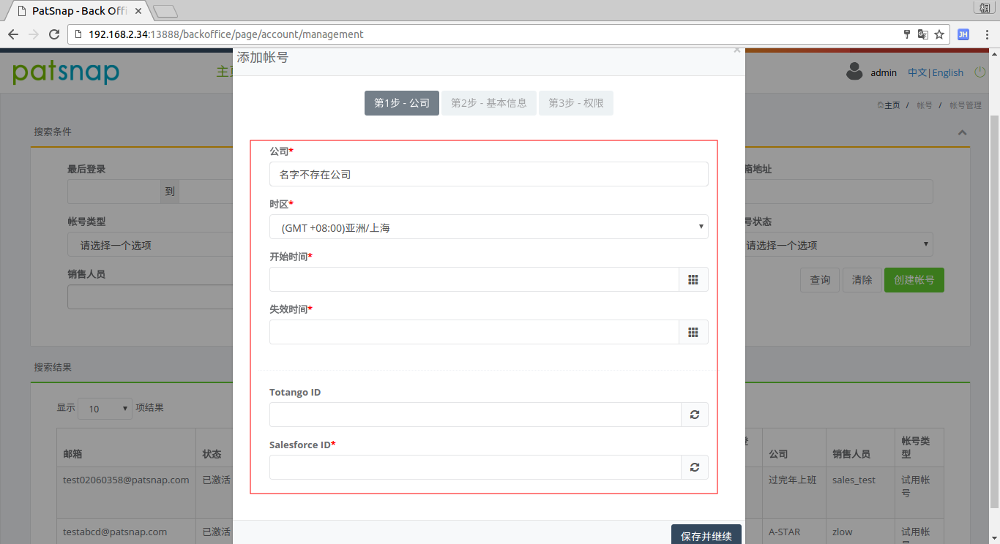 PatSnap - Back Offi
192.168.2.34:13888/backoffice/page/account/management
JH
patsnap
主页
admin
中文|English
主页 / 帐号 / 帐号管理
添加帐号
第1步 - 公司
第2步 - 基本信息
第3步 - 权限
公司*
名字不存在公司
时区*
(GMT +08:00)亚洲/上海
开始时间*
失效时间*
Totango ID
Salesforce ID*
保存并继续
搜索条件
最后登录
到
箱地址
帐号类型
请选择一个选项
号状态
请选择一个选项
销售人员
查询
清除
创建帐号
搜索结果
显示 10 项结果
邮箱
状态
公司
销售人员
帐号类型
test02060358@patsnap.com
已激活
过完年上班
sales_test
试用帐号
testabcd@patsnap.com
已激活
A-STAR
zlow
试用帐